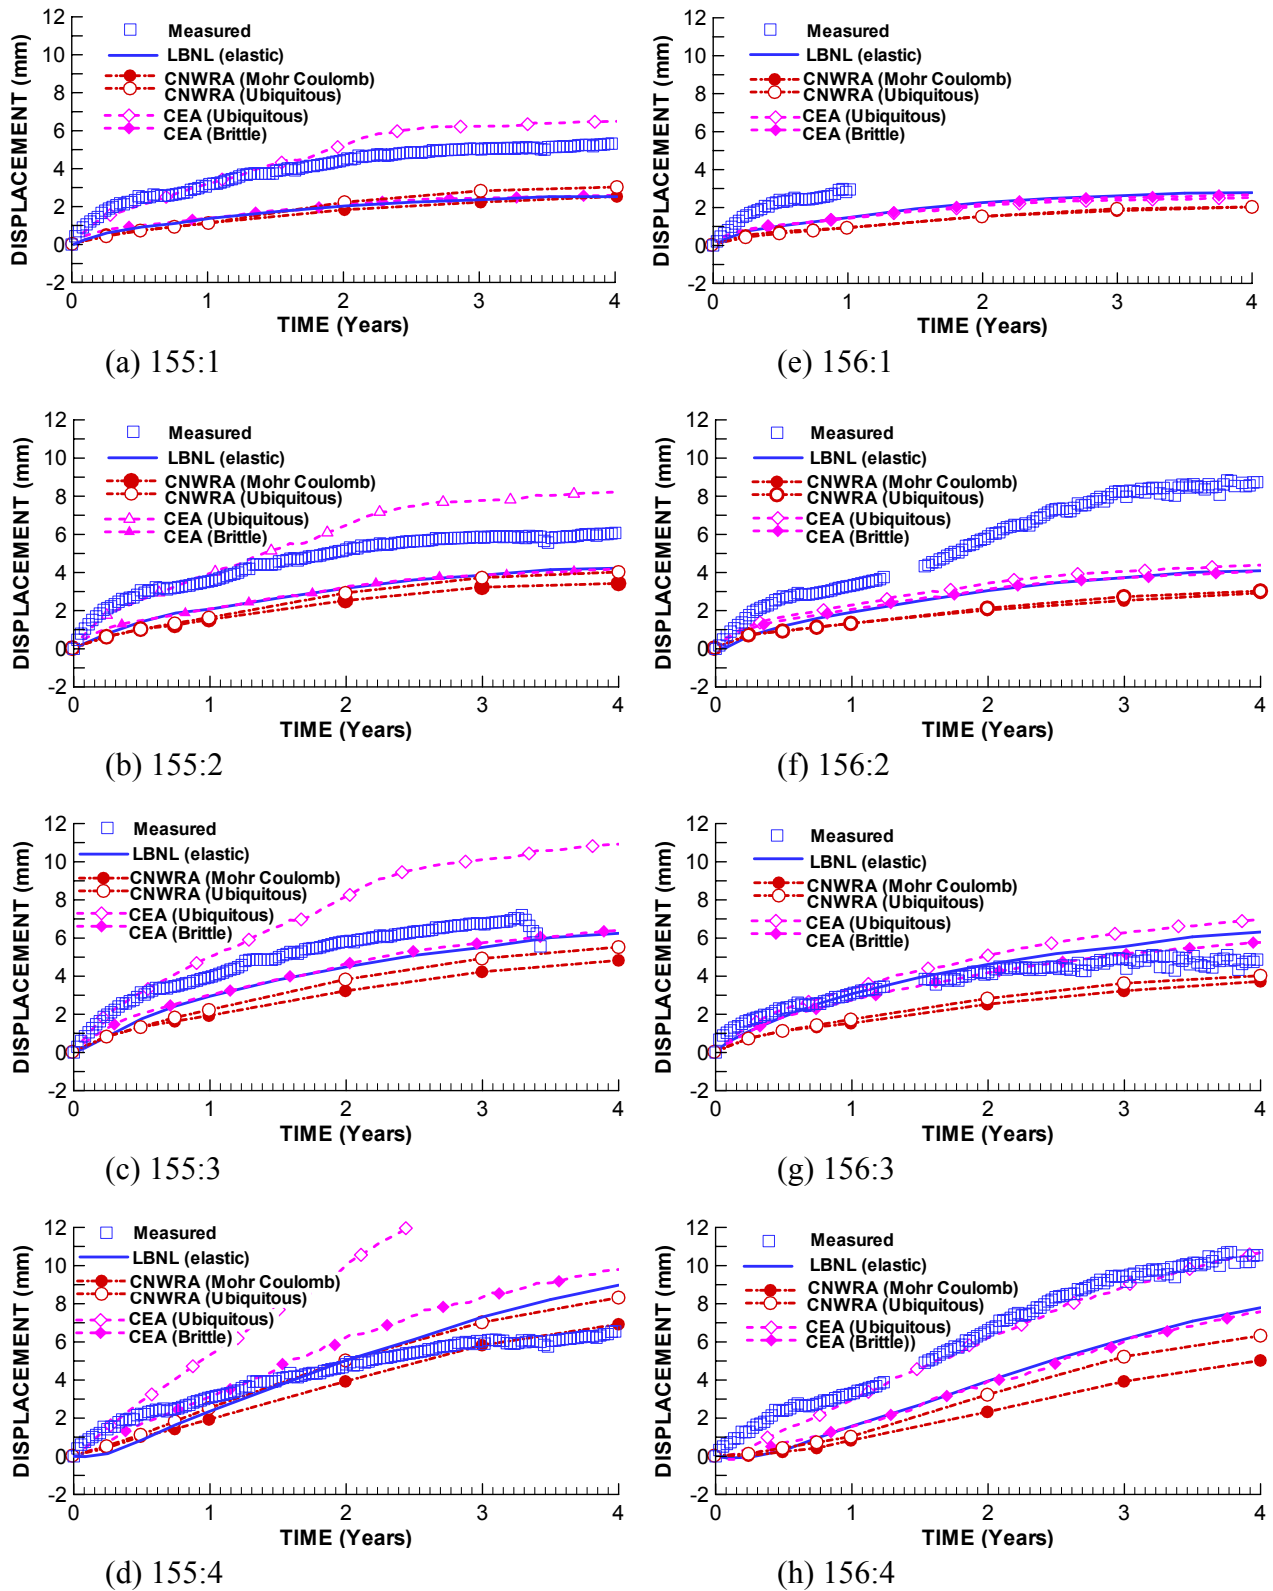 12
10
8
6
4
2
0
-2
DISPLACEMENT (mm)
Measured
LBNL (elastic)
CNWRA (Mohr Coulomb)
CNWRA (Ubiquitous)
CEA (Ubiquitous)
CEA (Brittle)
0 1 2 3 4
TIME (Years)
(a) 155:1
12
10
8
6
4
2
0
-2
DISPLACEMENT (mm)
Measured
LBNL (elastic)
CNWRA (Mohr Coulomb)
CNWRA (Ubiquitous)
CEA (Ubiquitous)
CEA (Brittle)
0 1 2 3 4
TIME (Years)
(e) 156:1
12
10
8
6
4
2
0
-2
DISPLACEMENT (mm)
Measured
LBNL (elastic)
CNWRA (Mohr Coulomb)
CNWRA (Ubiquitous)
CEA (Ubiquitous)
CEA (Brittle)
0 1 2 3 4
TIME (Years)
(b) 155:2
12
10
8
6
4
2
0
-2
DISPLACEMENT (mm)
Measured
LBNL (elastic)
CNWRA (Mohr Coulomb)
CNWRA (Ubiquitous)
CEA (Ubiquitous)
CEA (Brittle)
0 1 2 3 4
TIME (Years)
(f) 156:2
12
10
8
6
4
2
0
-2
DISPLACEMENT (mm)
Measured
LBNL (elastic)
CNWRA (Mohr Coulomb)
CNWRA (Ubiquitous)
CEA (Ubiquitous)
CEA (Brittle)
0 1 2 3 4
TIME (Years)
(c) 155:3
12
10
8
6
4
2
0
-2
DISPLACEMENT (mm)
Measured
LBNL (elastic)
CNWRA (Mohr Coulomb)
CNWRA (Ubiquitous)
CEA (Ubiquitous)
CEA (Brittle)
0 1 2 3 4
TIME (Years)
(g) 156:3
12
10
8
6
4
2
0
-2
DISPLACEMENT (mm)
Measured
LBNL (elastic)
CNWRA (Mohr Coulomb)
CNWRA (Ubiquitous)
CEA (Ubiquitous)
CEA (Brittle)
0 1 2 3 4
TIME (Years)
(d) 155:4
12
10
8
6
4
2
0
-2
DISPLACEMENT (mm)
Measured
LBNL (elastic)
CNWRA (Mohr Coulomb)
CNWRA (Ubiquitous)
CEA (Ubiquitous)
CEA (Brittle))
0 1 2 3 4
TIME (Years)
(h) 156:4